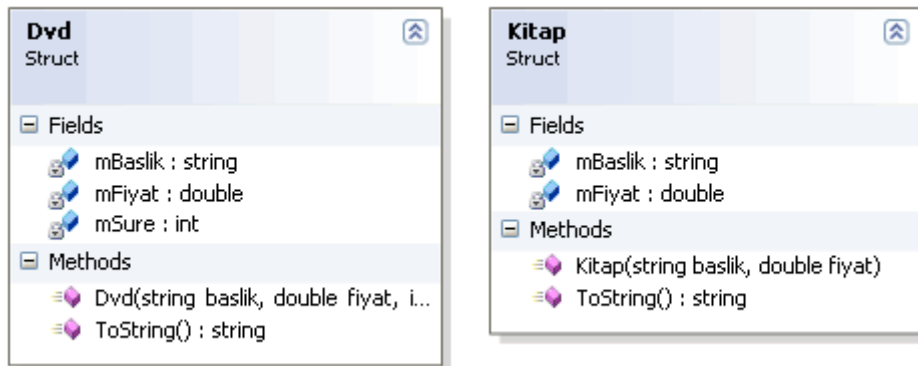 Dvd
Struct
Fields
mBaslik : string
mFiyat : double
mSure : int
Methods
Dvd(string baslik, double fiyat, i...
ToString() : string
Kitap
Struct
Fields
mBaslik : string
mFiyat : double
Methods
Kitap(string baslik, double fiyat)
ToString() : string